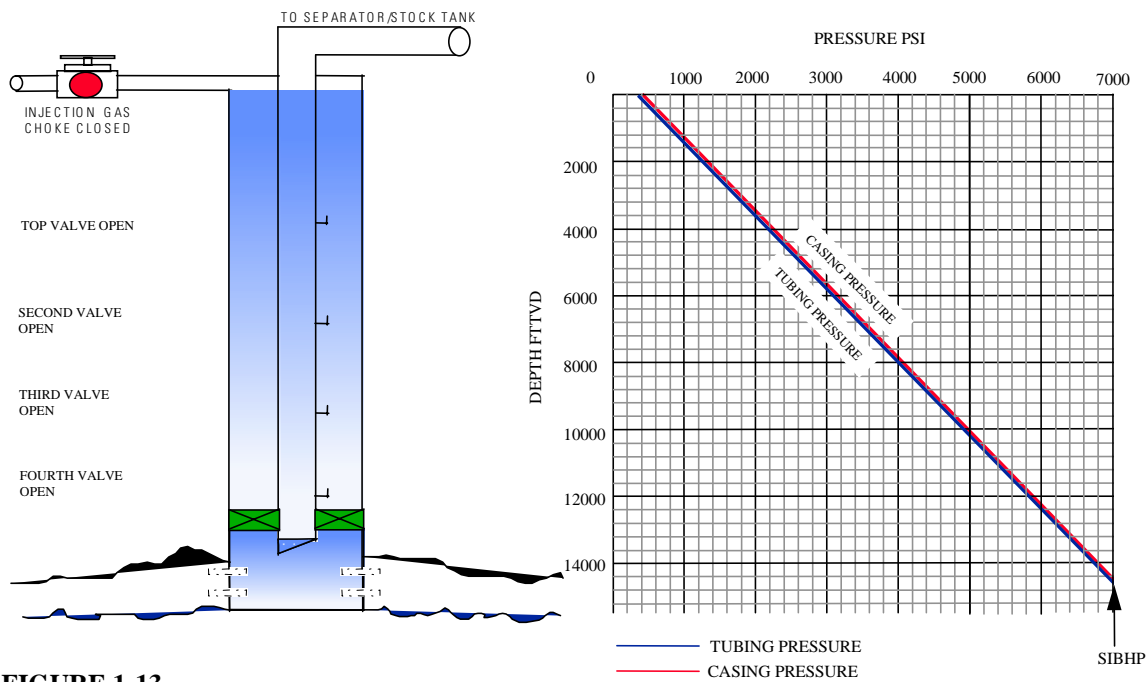 TO SEPARATOR/STOCK TANK
INJECTION GAS
CHOKE CLOSED
TOP VALVE OPEN
SECOND VALVE
OPEN
THIRD VALVE
OPEN
FOURTH VALVE
OPEN
PRESSURE PSI
0 1000 2000 3000 4000 5000 6000 7000
DEPTH FTTVD
2000
4000
6000
8000
10000
12000
14000
CASING PRESSURE
TUBING PRESSURE
SIBHP
TUBING PRESSURE
CASING PRESSURE
FIGURE 1-13